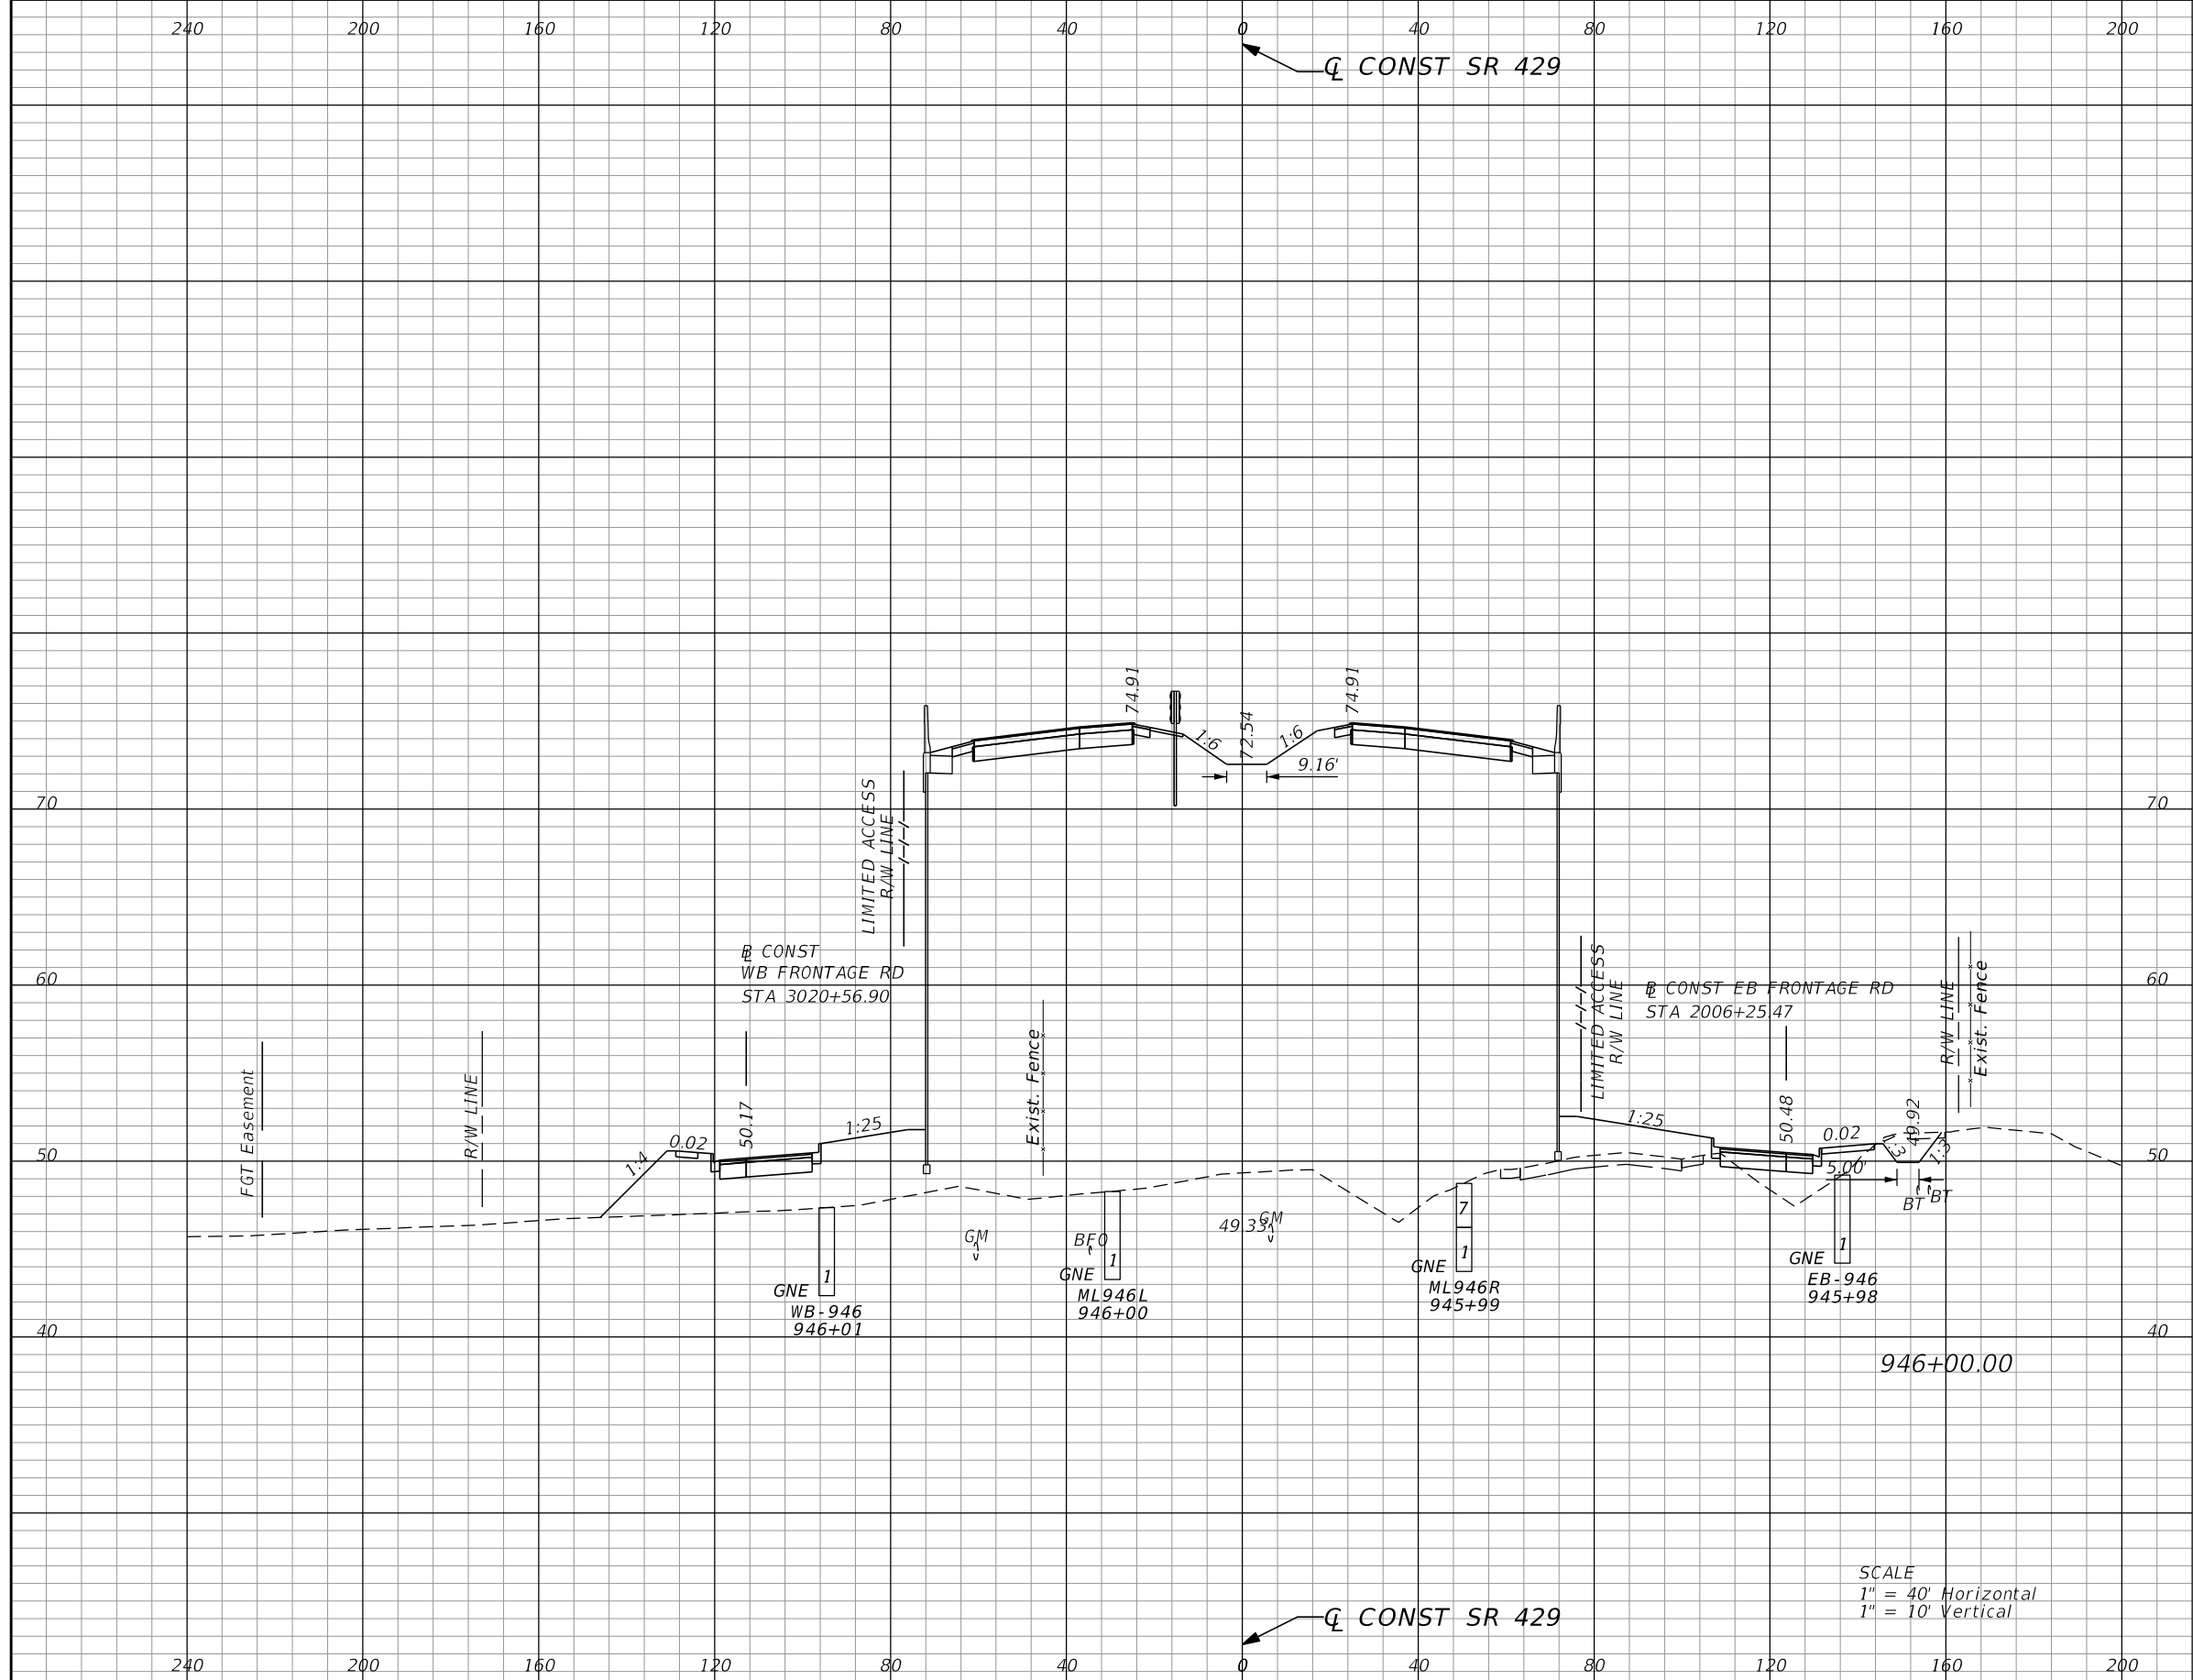 240 200 160 120 80 40 0 40 80 120 160 200
CL CONST SR 429
74.91
74.91
72.54
1:6
1:6
9.16'
70
70
LIMITED ACCESS
R/W LINE
BL CONST
WB FRONTAGE RD
STA 3020+56.90
60
60
LIMITED ACCESS
R/W LINE
BL CONST EB FRONTAGE RD
STA 2006+25.47
R/W LINE
Exist. Fence
FGT Easement
R/W LINE
Exist. Fence
1:4
0.02
50.17
1:25
1:25
50.48
0.02
49.92
1:3
:3
50
50
5.00'
BT
BT
GM
BFO
49.33
GM
7
1
1
1
1
GNE
WB-946
946+01
GNE
ML946L
946+00
GNE
ML946R
945+99
GNE
EB-946
945+98
40
40
946+00.00
SCALE
1" = 40' Horizontal
1" = 10' Vertical
CL CONST SR 429
240 200 160 120 80 40 0 40 80 120 160 200